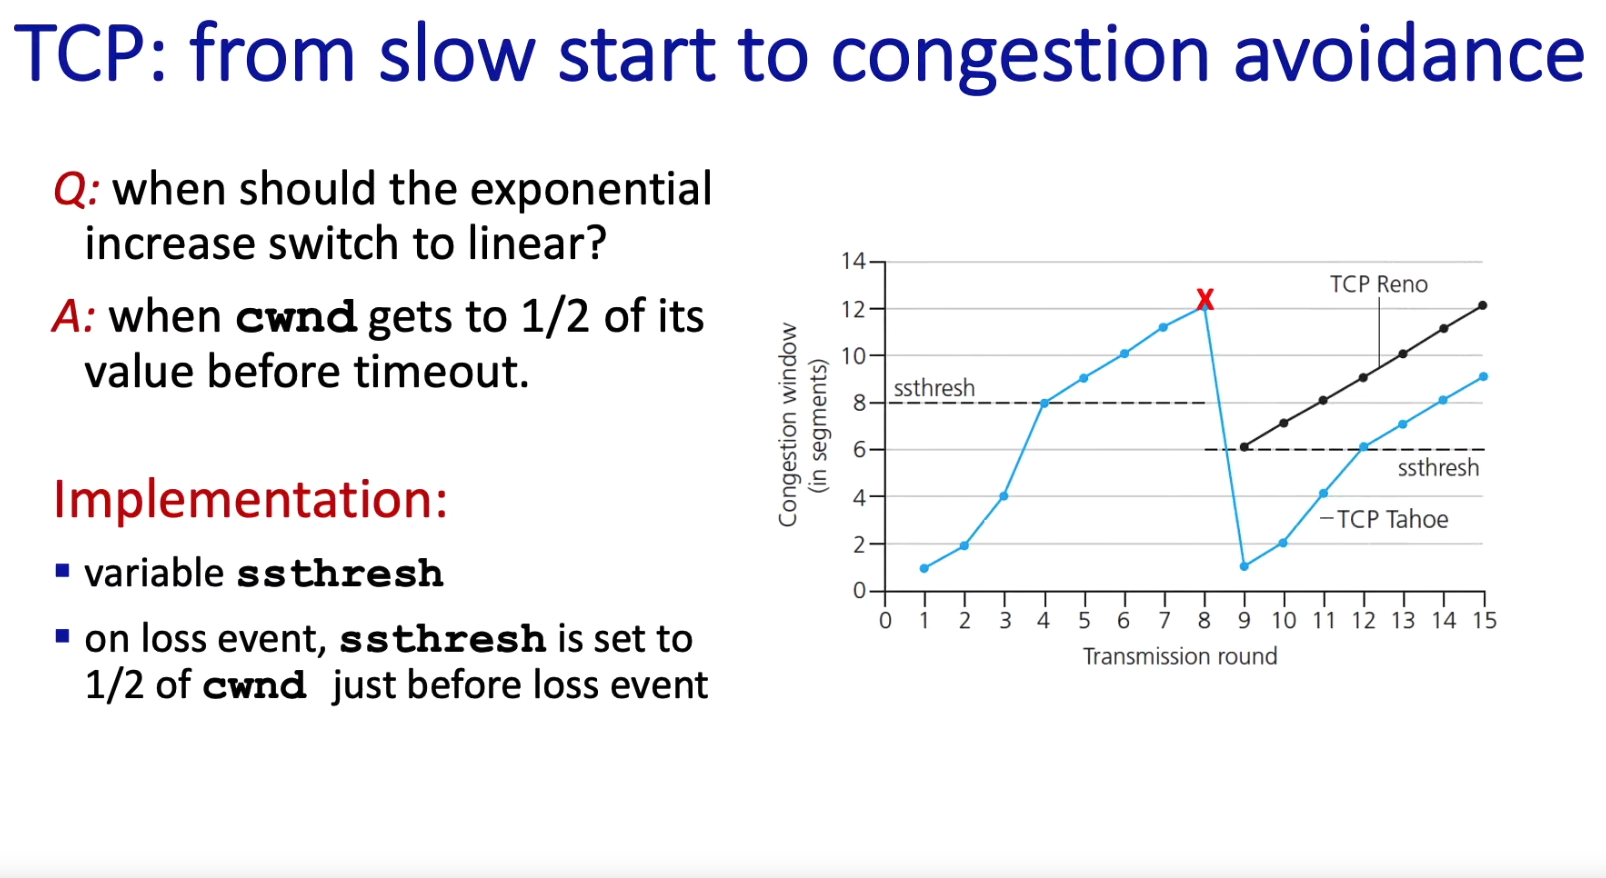 TCP: from slow start to congestion avoidance
Q: when should the exponential
increase switch to linear?
A: when cwnd gets to 1/2 of its
value before timeout.
Implementation:
▪ variable ssthresh
▪ on loss event, ssthresh is set to
1/2 of cwnd just before loss event
Congestion window
(in segments)
14
12
10
8
6
4
2
0
ssthresh
X
TCP Reno
ssthresh
TCP Tahoe
0 1 2 3 4 5 6 7 8 9 10 11 12 13 14 15
Transmission round